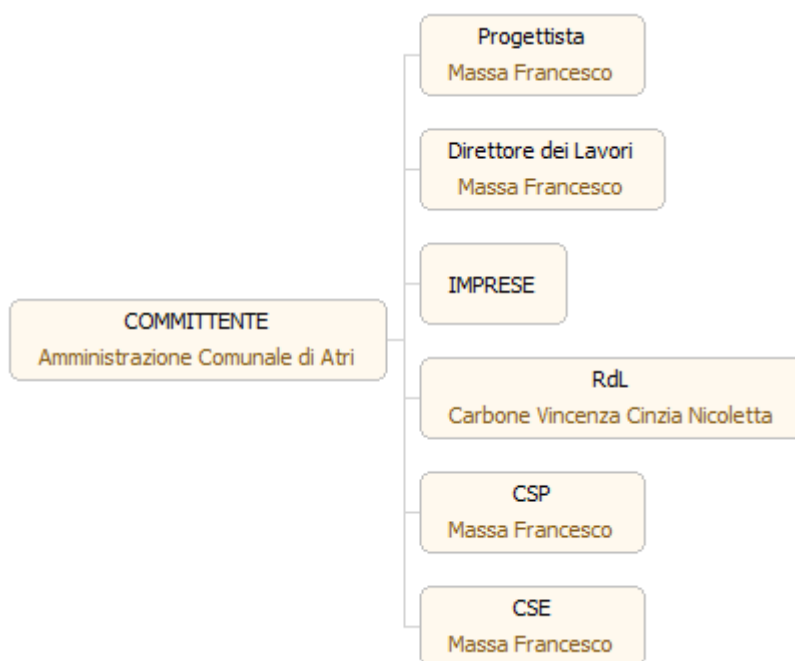 Progettista
Massa Francesco
Direttore dei Lavori
Massa Francesco
IMPRESE
COMMITTENTE
Amministrazione Comunale di Atri
RdL
Carbone Vincenza Cinzia Nicoletta
CSP
Massa Francesco
CSE
Massa Francesco